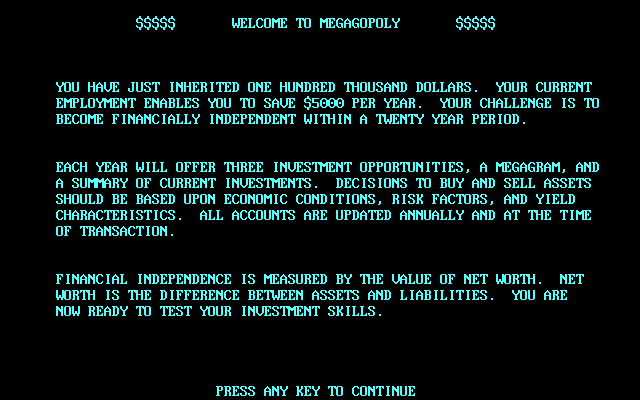 $$$$$ WELCOME TO MEGAGOPOLY $$$$$
YOU HAVE JUST INHERITED ONE HUNDRED THOUSAND DOLLARS. YOUR CURRENT
EMPLOYMENT ENABLES YOU TO SAVE $5000 PER YEAR. YOUR CHALLENGE IS TO
BECOME FINANCIALLY INDEPENDENT WITHIN A TWENTY YEAR PERIOD.
EACH YEAR WILL OFFER THREE INVESTMENT OPPORTUNITIES, A MEGAGRAM, AND
A SUMMARY OF CURRENT INVESTMENTS. DECISIONS TO BUY AND SELL ASSETS
SHOULD BE BASED UPON ECONOMIC CONDITIONS, RISK FACTORS, AND YIELD
CHARACTERISTICS. ALL ACCOUNTS ARE UPDATED ANNUALLY AND AT THE TIME
OF TRANSACTION.
FINANCIAL INDEPENDENCE IS MEASURED BY THE VALUE OF NET WORTH. NET
WORTH IS THE DIFFERENCE BETWEEN ASSETS AND LIABILITIES. YOU ARE
NOW READY TO TEST YOUR INVESTMENT SKILLS.
PRESS ANY KEY TO CONTINUE